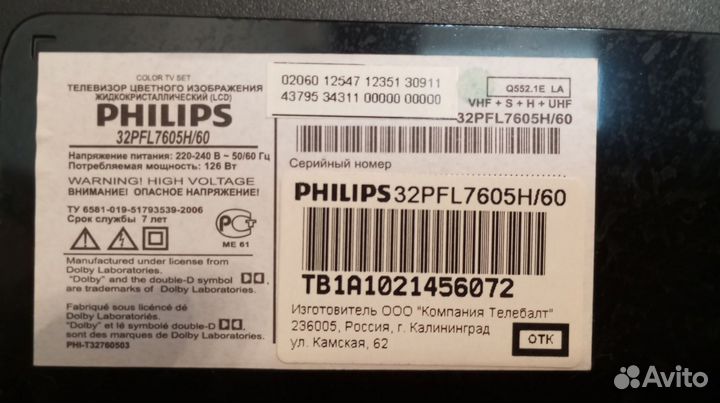 COLOR TV SET
ТЕЛЕВИЗОР ЦВЕТНОГО ИЗОБРАЖЕНИЯ
ЖИДКОКРИСТАЛЛИЧЕСКИЙ (LCD)
PHILIPS
32PFL7605H/60
Напряжение питания: 220-240 В ~ 50/60 Гц
Потребляемая мощность: 126 Вт
WARNING! HIGH VOLTAGE
ВНИМАНИЕ! ОПАСНОЕ НАПРЯЖЕНИЕ!
ТУ 6581-019-51793539-2006
Срок службы 7 лет
ME 61
Manufactured under license from
Dolby Laboratories.
"Dolby" and the double-D symbol
are trademarks of Dolby Laboratories.
Fabriqué sous licencé de
Dolby Laboratories.
"Dolby" et lé symbolé double-D
sont des marques de Dolby Laboratories.
PHI-T32760503
02060 12547 12351 30911
43795 34311 00000 00000
Q552.1E LA
VHF + S + H + UHF
32PFL7605H/60
Серийный номер
PHILIPS 32PFL7605H/60
TB1A1021456072
Изготовитель ООО "Компания Телебалт"
236005, Россия, г. Калининград
ул. Камская, 62
ОТК
Avito